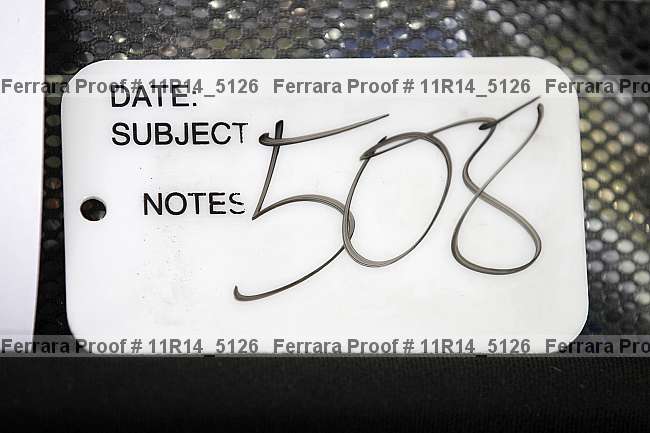 Ferrara Proof # 11R14_5126 Ferrara Proof # 11R14_5126 Ferrara Pro
DATE:
SUBJECT 508
NOTES
Ferrara Proof # 11R14_5126 Ferrara Proof # 11R14_5126 Ferrara Pro